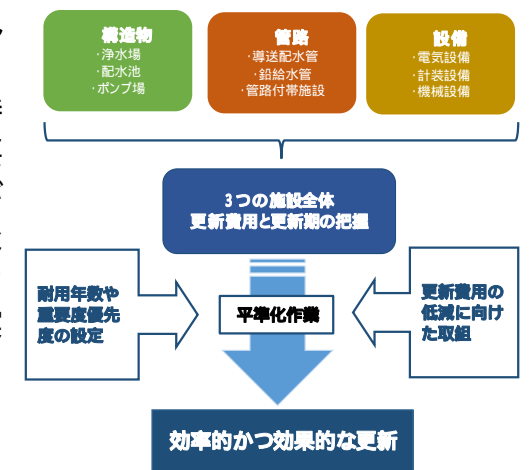 構造物
・浄水場
・配水池
・ポンプ場
管路
・導送配水管
・鉛給水管
・管路付帯施設
設備
・電気設備
・計装設備
・機械設備
3つの施設全体
更新費用と更新期の把握
耐用年数や
重要度優先
度の設定
平準化作業
更新費用の
低減に向け
た取組
効率的かつ効果的な更新